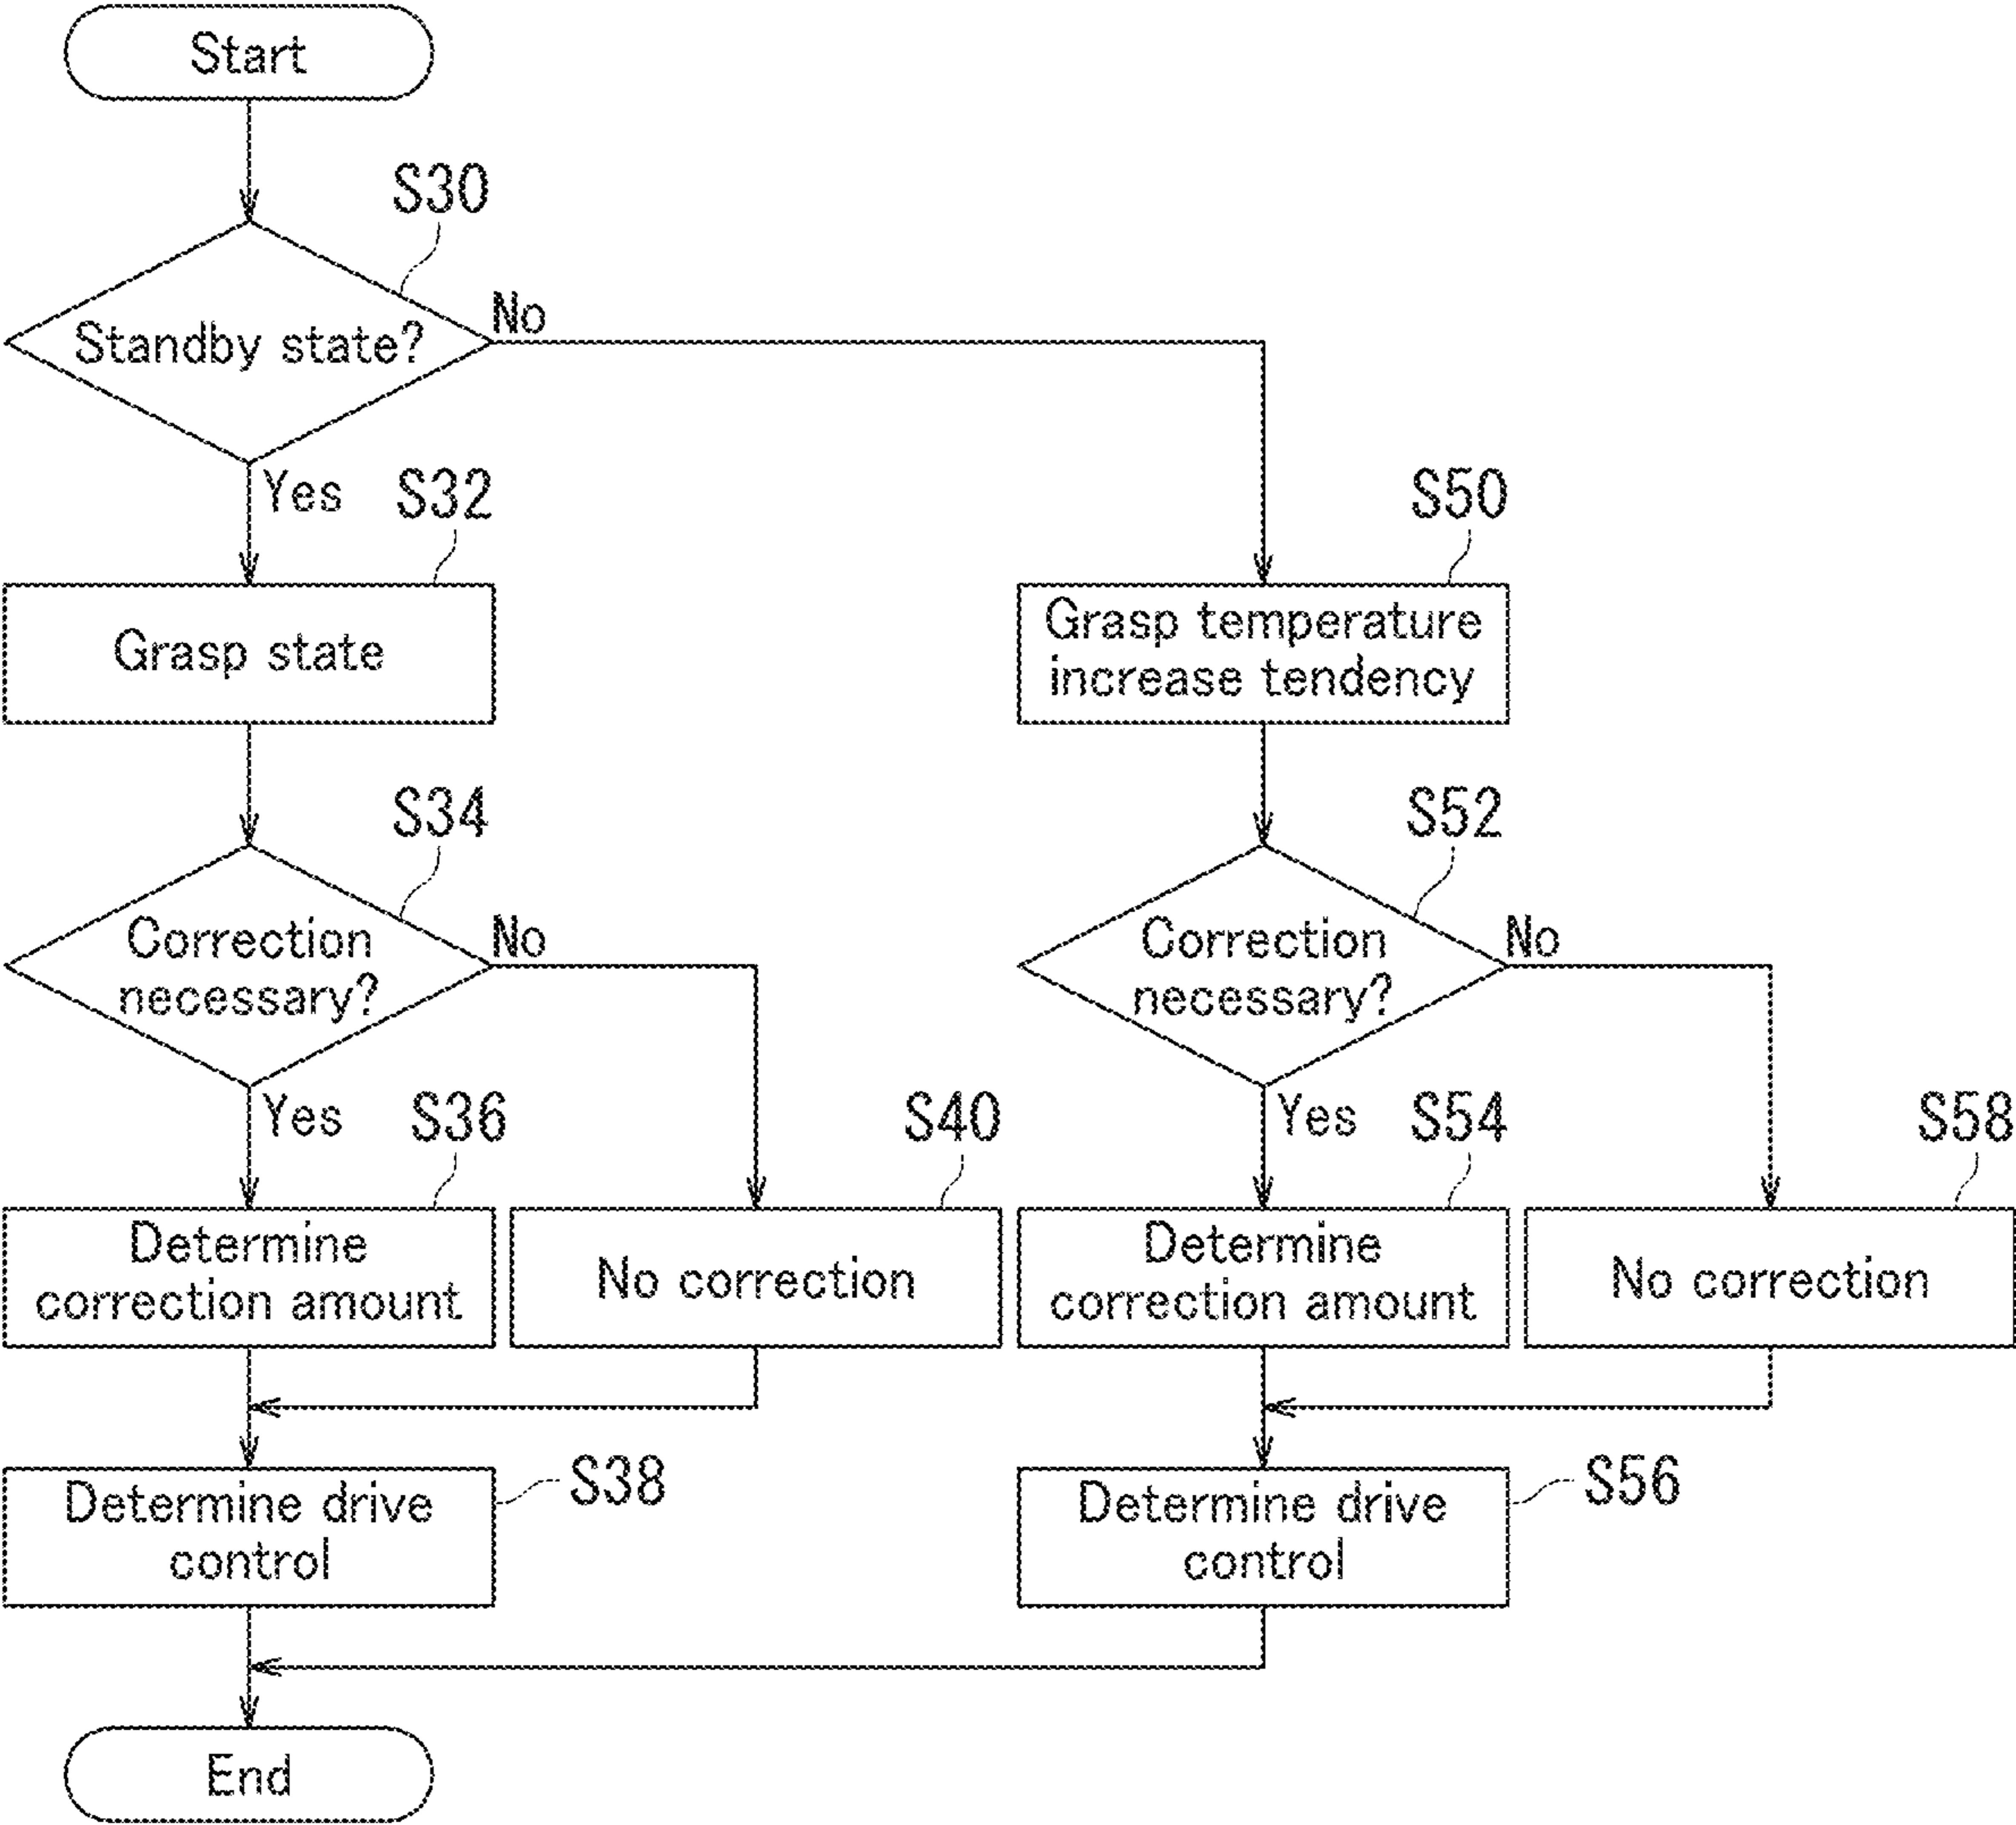 Start
S30
Standby state?
No
Yes
S32
S50
Grasp state
Grasp temperature
increase tendency
S34
S52
Correction
necessary?
No
Correction
necessary?
No
Yes
S36
S40
Yes
S54
S58
Determine
correction amount
No correction
Determine
correction amount
No correction
Determine drive
control
S38
Determine drive
control
S56
End